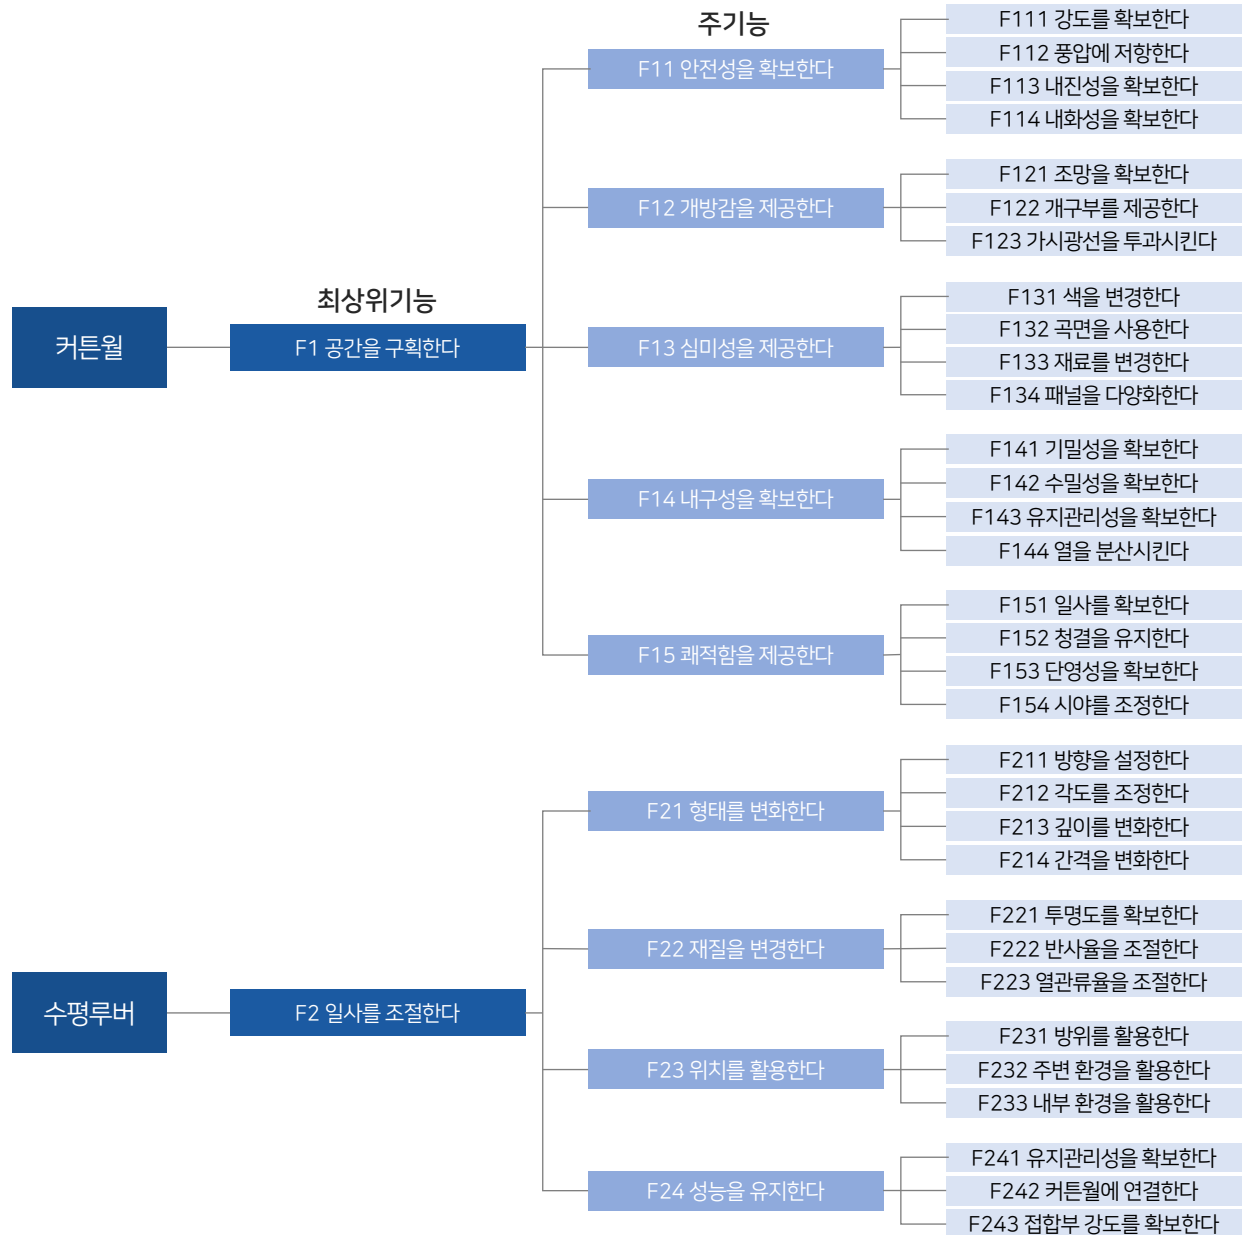 주기능
최상위기능
커튼월
F1 공간을 구획한다
F11 안전성을 확보한다
F111 강도를 확보한다
F112 풍압에 저항한다
F113 내진성을 확보한다
F114 내화성을 확보한다
F12 개방감을 제공한다
F121 조망을 확보한다
F122 개구부를 제공한다
F123 가시광선을 투과시킨다
F13 심미성을 제공한다
F131 색을 변경한다
F132 곡면을 사용한다
F133 재료를 변경한다
F134 패널을 다양화한다
F14 내구성을 확보한다
F141 기밀성을 확보한다
F142 수밀성을 확보한다
F143 유지관리성을 확보한다
F144 열을 분산시킨다
F15 쾌적함을 제공한다
F151 일사를 확보한다
F152 청결을 유지한다
F153 단영성을 확보한다
F154 시야를 조정한다
수평루버
F2 일사를 조절한다
F21 형태를 변화한다
F211 방향을 설정한다
F212 각도를 조정한다
F213 깊이를 변화한다
F214 간격을 변화한다
F22 재질을 변경한다
F221 투명도를 확보한다
F222 반사율을 조절한다
F223 열관류율을 조절한다
F23 위치를 활용한다
F231 방위를 활용한다
F232 주변 환경을 활용한다
F233 내부 환경을 활용한다
F24 성능을 유지한다
F241 유지관리성을 확보한다
F242 커튼월에 연결한다
F243 접합부 강도를 확보한다